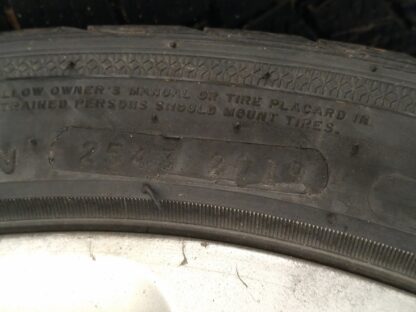 LLOW OWNER'S MANUAL OR TIRE PLACARD IN
TRAINED PERSONS SHOULD MOUNT TIRES.